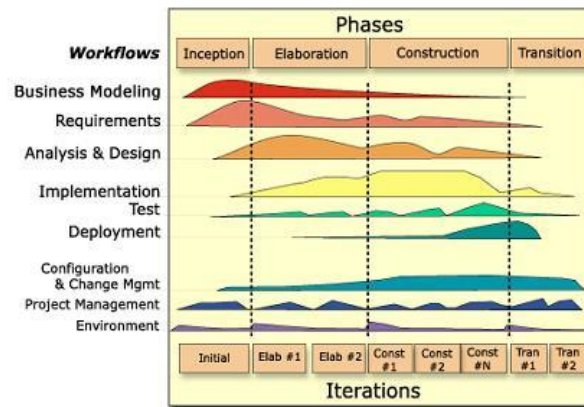 Phases
Workflows
Inception
Elaboration
Construction
Transition
Business Modeling
Requirements
Analysis & Design
Implementation
Test
Deployment
Configuration
& Change Mgmt
Project Management
Environment
Initial
Elab #1
Elab #2
Const
#1
Const
#2
Const
#N
Tran
#1
Tran
#2
Iterations